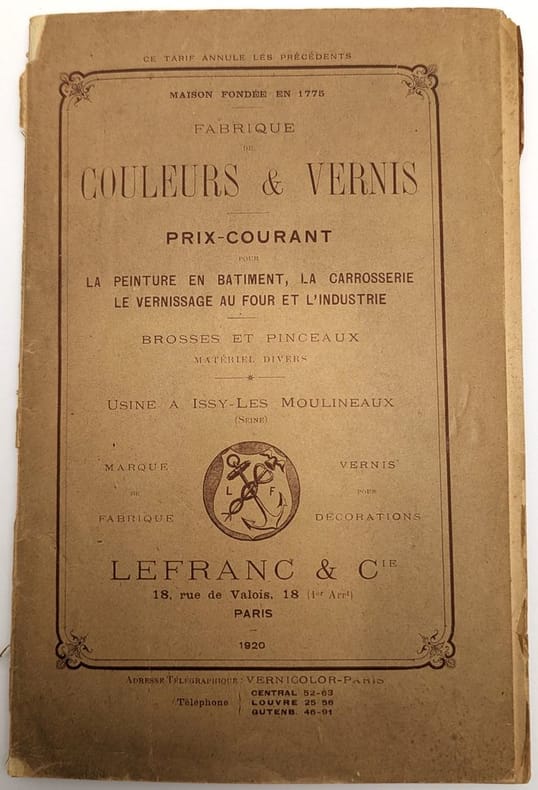 CE TARIF ANNULE LES PRÉCÉDENTS
MAISON FONDÉE EN 1775
FABRIQUE
DE
COULEURS & VERNIS
PRIX-COURANT
POUR
LA PEINTURE EN BATIMENT, LA CARROSSERIE
LE VERNISSAGE AU FOUR ET L'INDUSTRIE
BROSSES ET PINCEAUX
MATÉRIEL DIVERS
USINE A ISSY-LES MOULINEAUX
(SEINE)
MARQUE
DE
FABRIQUE
L F
VERNIS
POUR
DÉCORATIONS
LEFRANC & CIE
18, rue de Valois, 18 (1er Arrt)
PARIS
1920
ADRESSE TÉLÉGRAPHIQUE : VERNICOLOR-PARIS
Téléphone
CENTRAL 52-63
LOUVRE 25 56
GUTENB. 46-91